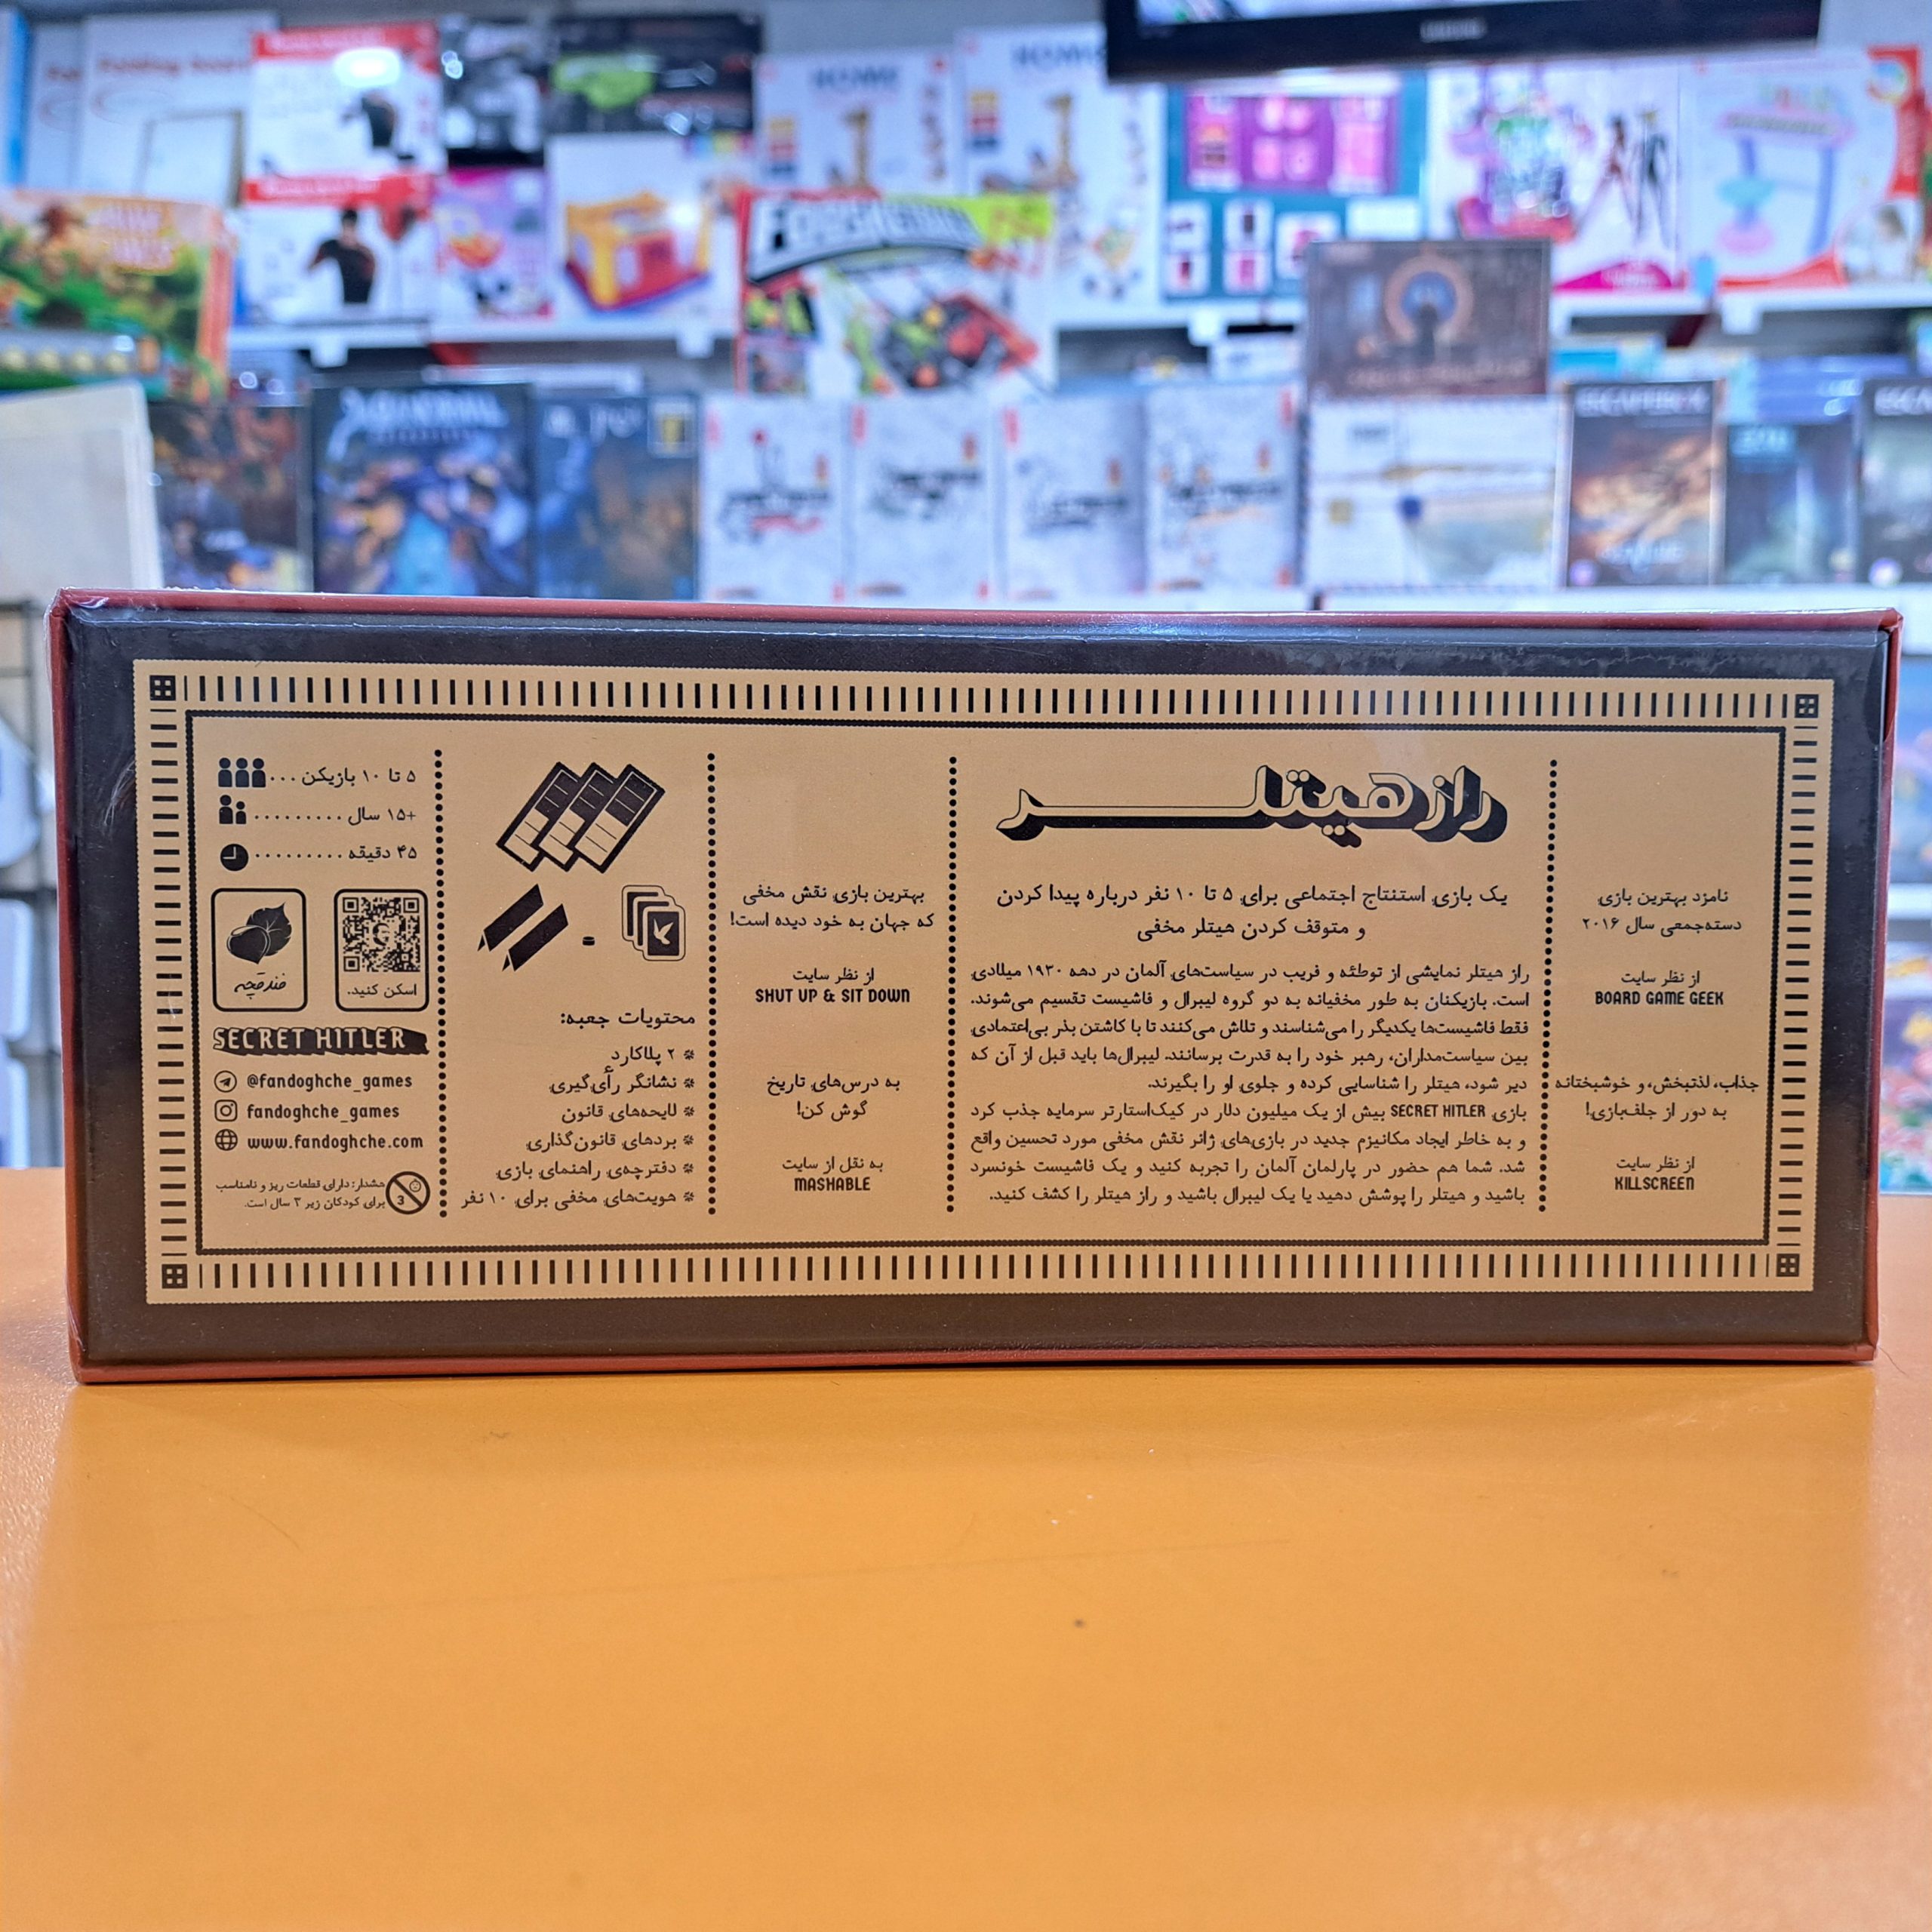 نامزد بهترین بازی
دسته‌جمعی سال ۲۰۱۶
از نظر سایت
BOARD GAME GEEK
جذاب، لذتبخش، و خوشبختانه
به دور از جلف‌بازی!
از نظر سایت
KILLSCREEN
راز هیتلر
یک بازی استنتاج اجتماعی برای ۵ تا ۱۰ نفر درباره پیدا کردن
و متوقف کردن هیتلر مخفی
راز هیتلر نمایشی از توطئه و فریب در سیاست‌های آلمان در دهه ۱۹۳۰ میلادی
است. بازیکنان به طور مخفیانه به دو گروه لیبرال و فاشیست تقسیم می‌شوند.
فقط فاشیست‌ها یکدیگر را می‌شناسند و تلاش می‌کنند تا با کاشتن بذر بی‌اعتمادی
بین سیاست‌مداران، رهبر خود را به قدرت برسانند. لیبرال‌ها باید قبل از آن که
دیر شود، هیتلر را شناسایی کرده و جلوی او را بگیرند.
بازی SECRET HITLER بیش از یک میلیون دلار در کیک‌استارتر سرمایه جذب کرد
و به خاطر ایجاد مکانیزم جدید در بازی‌های ژانر نقش مخفی مورد تحسین واقع
شد. شما هم حضور در پارلمان آلمان را تجربه کنید و یک فاشیست خونسرد
باشید و هیتلر را پوشش دهید یا یک لیبرال باشید و راز هیتلر را کشف کنید.
بهترین بازی نقش مخفی
که جهان به خود دیده است!
از نظر سایت
SHUT UP & SIT DOWN
به درس‌های تاریخ
گوش کن!
به نقل از سایت
MASHABLE
محتویات جعبه:
۲ پلاکارد
نشانگر رأی‌گیری
لایحه‌های قانون
بردهای قانون‌گذاری
دفترچه‌ی راهنمای بازی
هویت‌های مخفی برای ۱۰ نفر
۵ تا ۱۰ بازیکن ...
+۱۵ سال .........
۴۵ دقیقه .........
فندقچه
اسکن کنید.
SECRET HITLER
@fandoghche_games
fandoghche_games
www.fandoghche.com
هشدار: دارای قطعات ریز و نامناسب
برای کودکان زیر ۳ سال است.
3